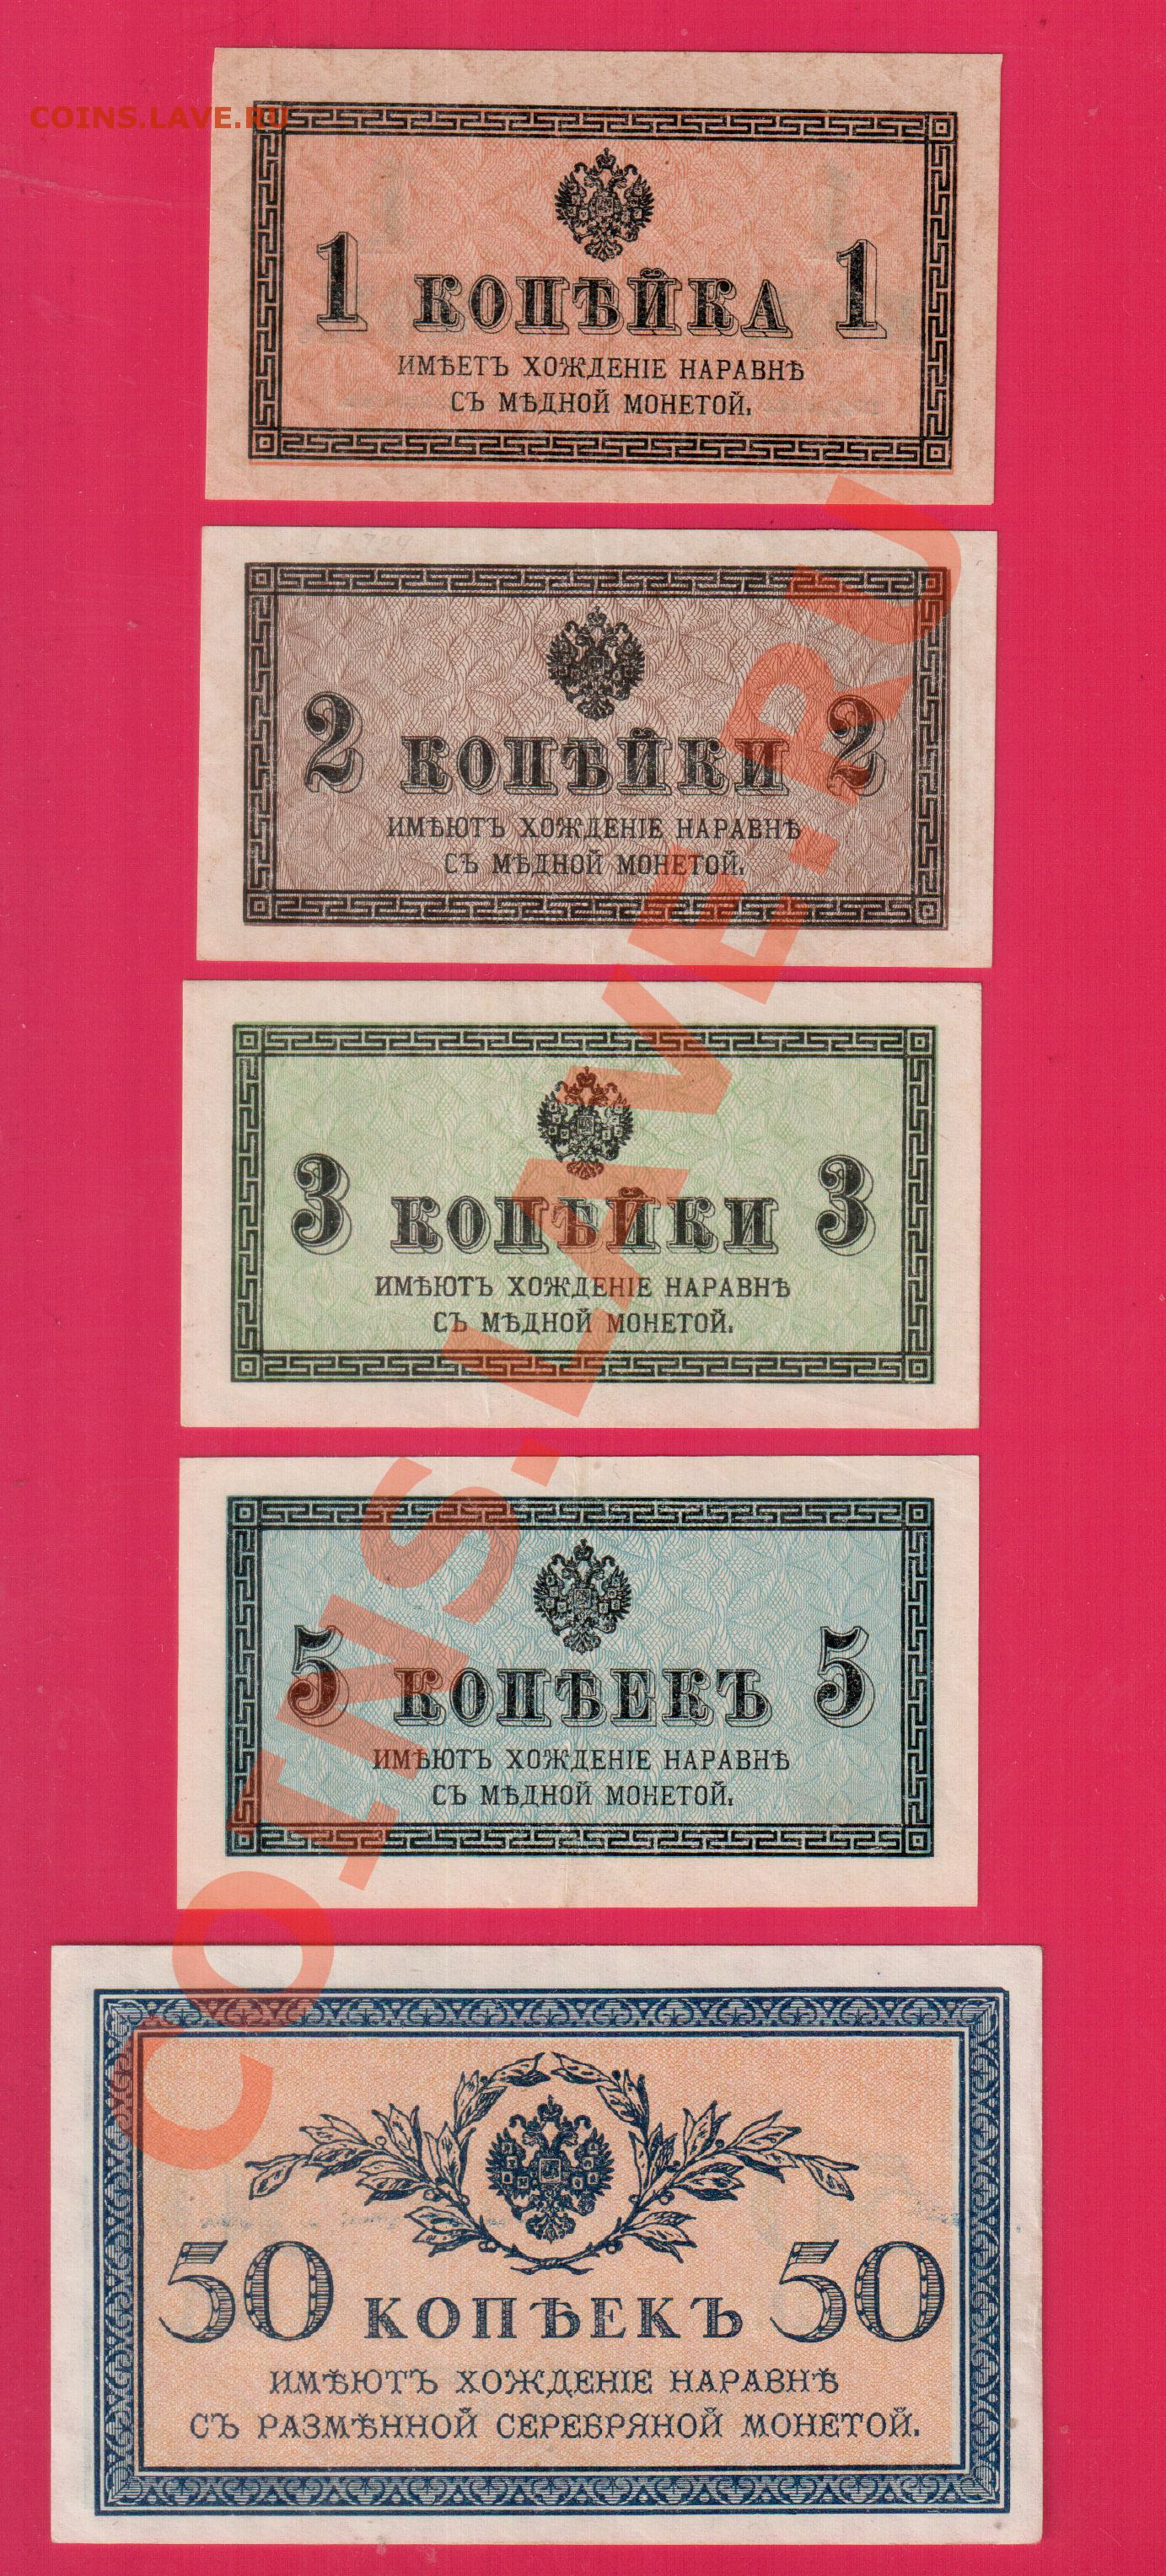 COINS.LAVE.RU
1 КОПѢЙКА 1
ИМѢЕТЪ ХОЖДЕНІЕ НАРАВНѢ
СЪ МѢДНОЙ МОНЕТОЙ.
2 КОПѢЙКИ 2
ИМѢЮТЪ ХОЖДЕНІЕ НАРАВНѢ
СЪ МѢДНОЙ МОНЕТОЙ.
3 КОПѢЙКИ 3
ИМѢЮТЪ ХОЖДЕНІЕ НАРАВНѢ
СЪ МѢДНОЙ МОНЕТОЙ.
5 КОПѢЕКЪ 5
ИМѢЮТЪ ХОЖДЕНІЕ НАРАВНѢ
СЪ МѢДНОЙ МОНЕТОЙ.
50 КОПѢЕКЪ 50
ИМѢЮТЪ ХОЖДЕНІЕ НАРАВНѢ
СЪ РАЗМѢННОЙ СЕРЕБРЯНОЙ МОНЕТОЙ.
COINS.LAVE.RU